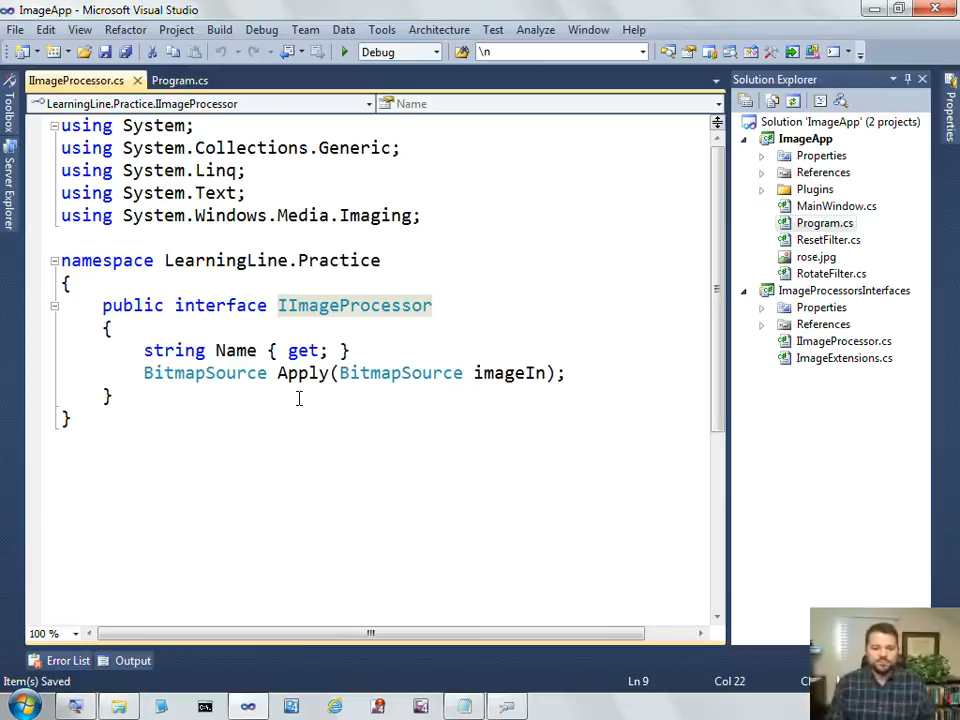 ImageApp - Microsoft Visual Studio
File Edit View Refactor Project Build Debug Team Data Tools Architecture Test Analyze Window Help
Debug \n
IImageProcessor.cs Program.cs
LearningLine.Practice.IImageProcessor Name
Toolbox
Server Explorer
using System;
using System.Collections.Generic;
using System.Linq;
using System.Text;
using System.Windows.Media.Imaging;
namespace LearningLine.Practice
{
public interface IImageProcessor
{
string Name { get; }
BitmapSource Apply(BitmapSource imageIn);
}
}
100 %
Solution Explorer
Solution 'ImageApp' (2 projects)
ImageApp
Properties
References
Plugins
MainWindow.cs
Program.cs
ResetFilter.cs
rose.jpg
RotateFilter.cs
ImageProcessorsInterfaces
Properties
References
IImageProcessor.cs
ImageExtensions.cs
Properties
Error List Output
Item(s) Saved Ln 9 Col 22